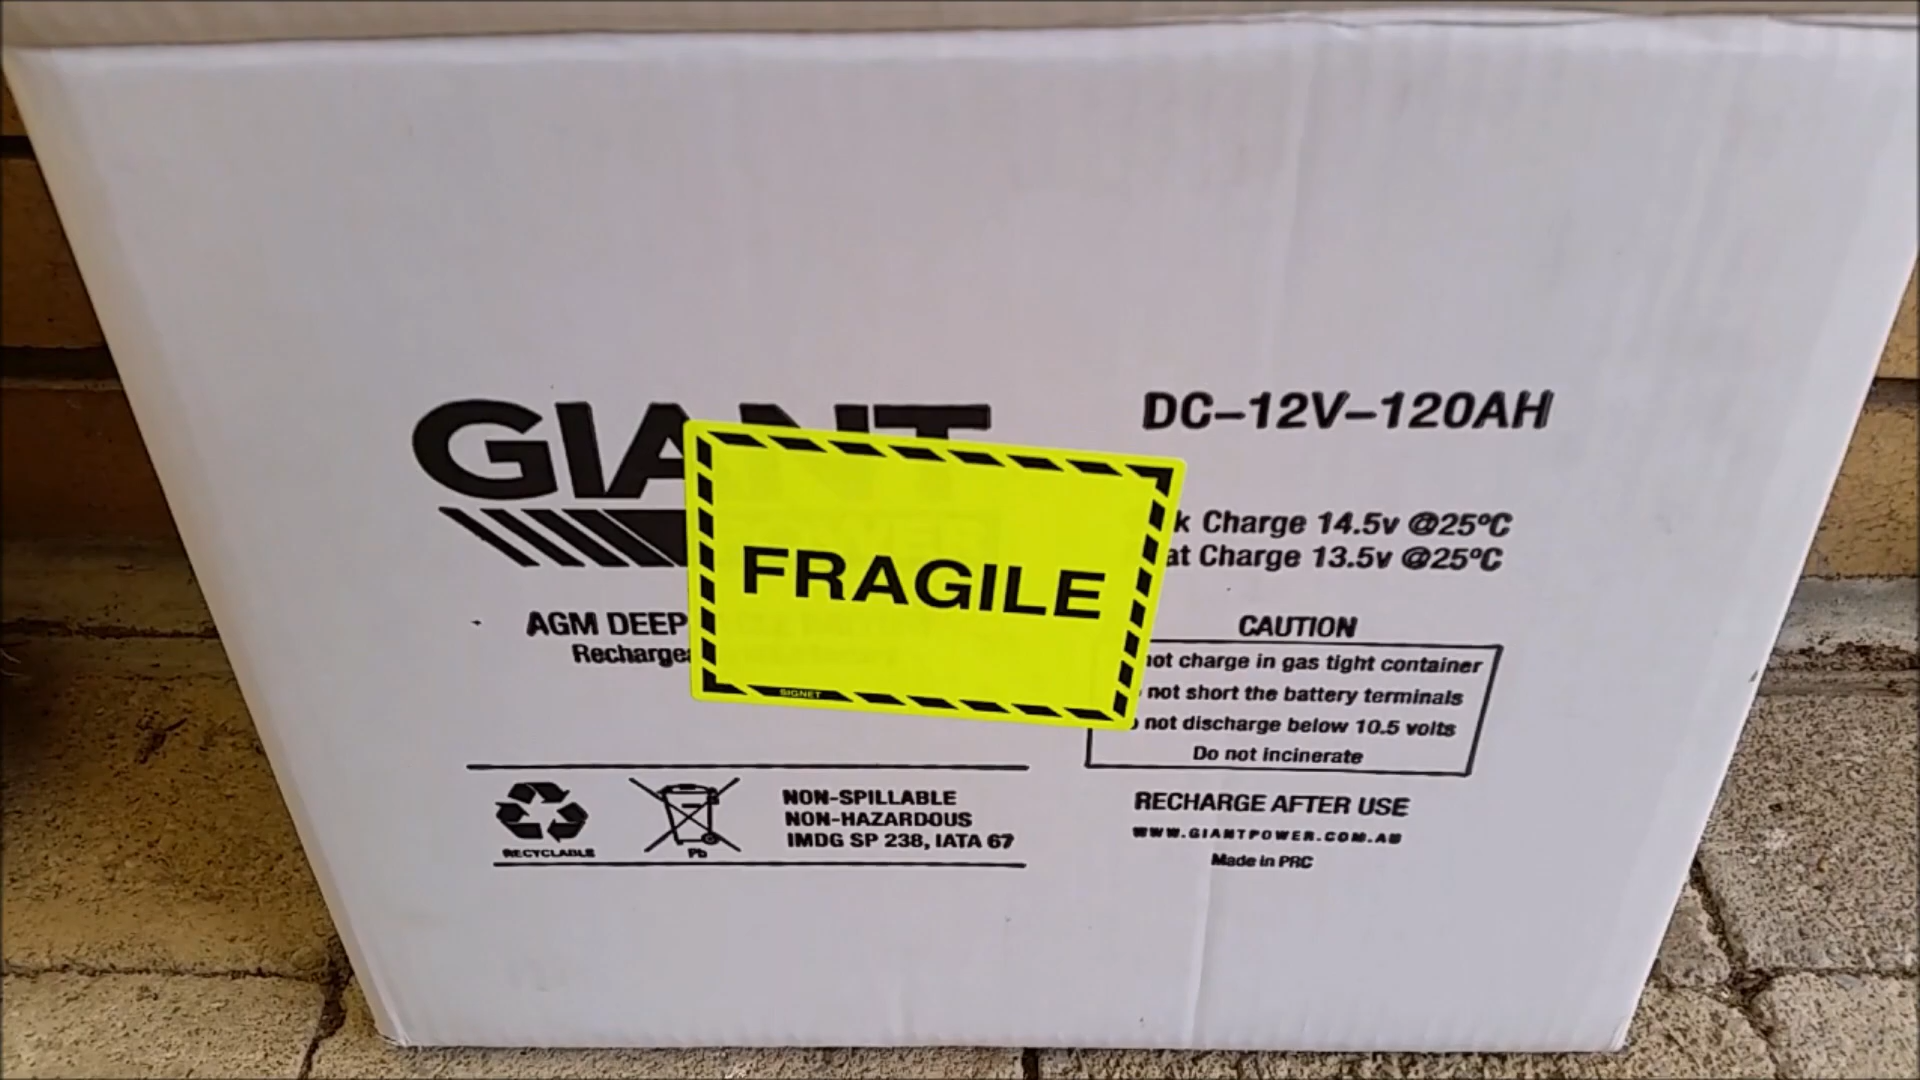 GIANT
POWER
DC-12V-120AH
k Charge 14.5v @25ºC
at Charge 13.5v @25ºC
FRAGILE
SIGNET
AGM DEEP
Recharge
CAUTION
not charge in gas tight container
not short the battery terminals
not discharge below 10.5 volts
Do not incinerate
RECYCLABLE
Pb
NON-SPILLABLE
NON-HAZARDOUS
IMDG SP 238, IATA 67
RECHARGE AFTER USE
WWW.GIANTPOWER.COM.AU
Made in PRC